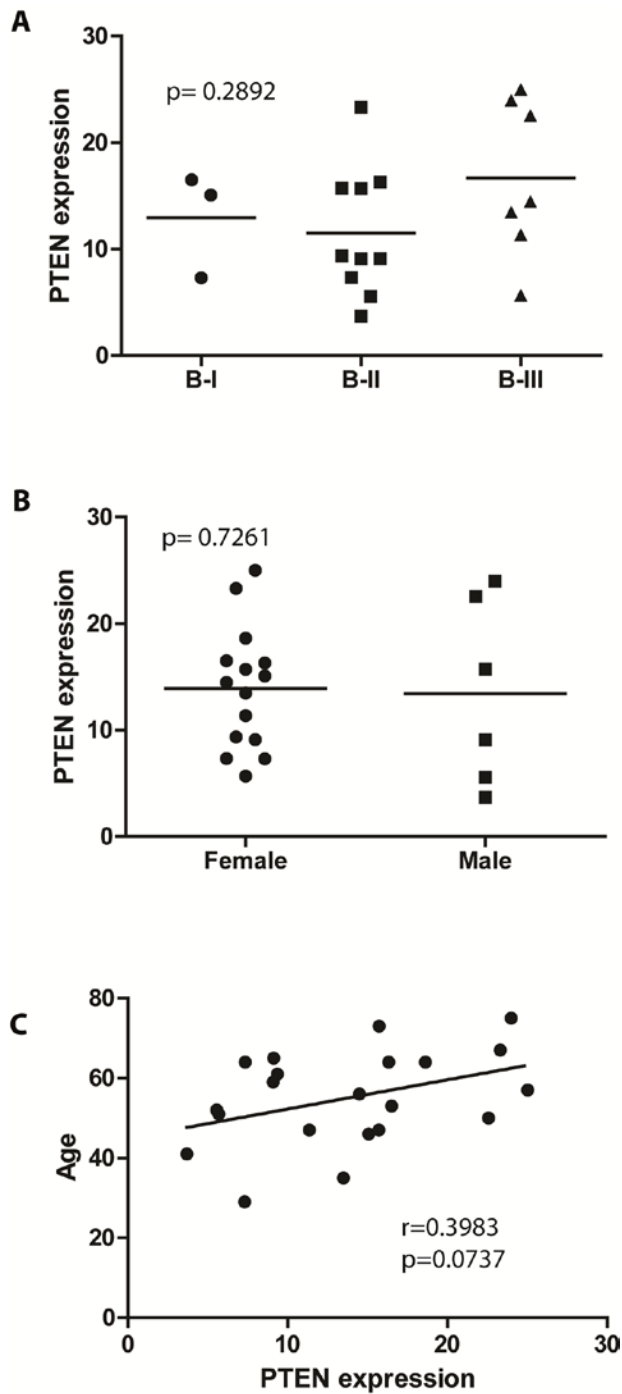 A
30
20
10
0
PTEN expression
p= 0.2892
B-I B-II B-III
B
30
20
10
0
PTEN expression
p= 0.7261
Female Male
C
80
60
40
20
0
Age
r=0.3983
p=0.0737
0 10 20 30
PTEN expression